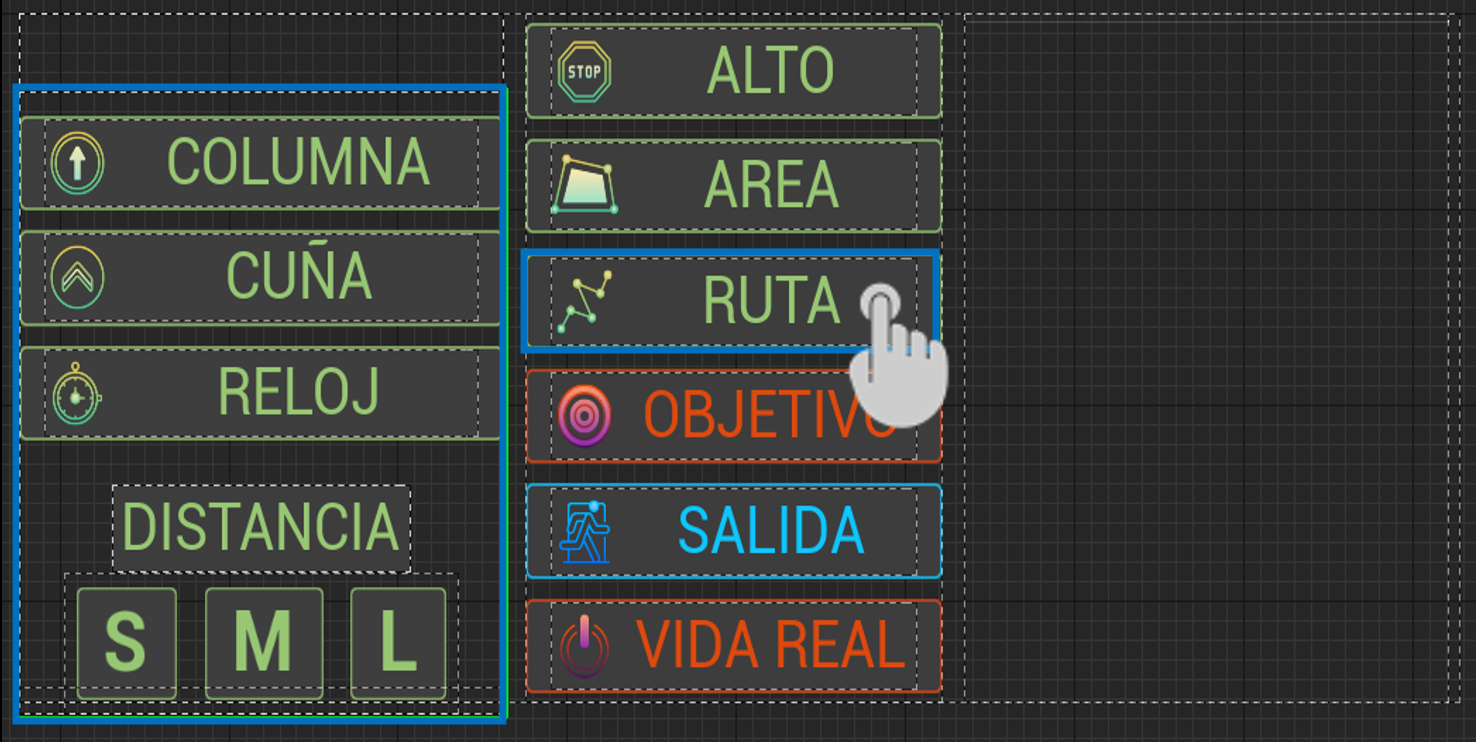 COLUMNA
CUÑA
RELOJ
DISTANCIA
S M L
STOP ALTO
AREA
RUTA
OBJETIVO
SALIDA
VIDA REAL